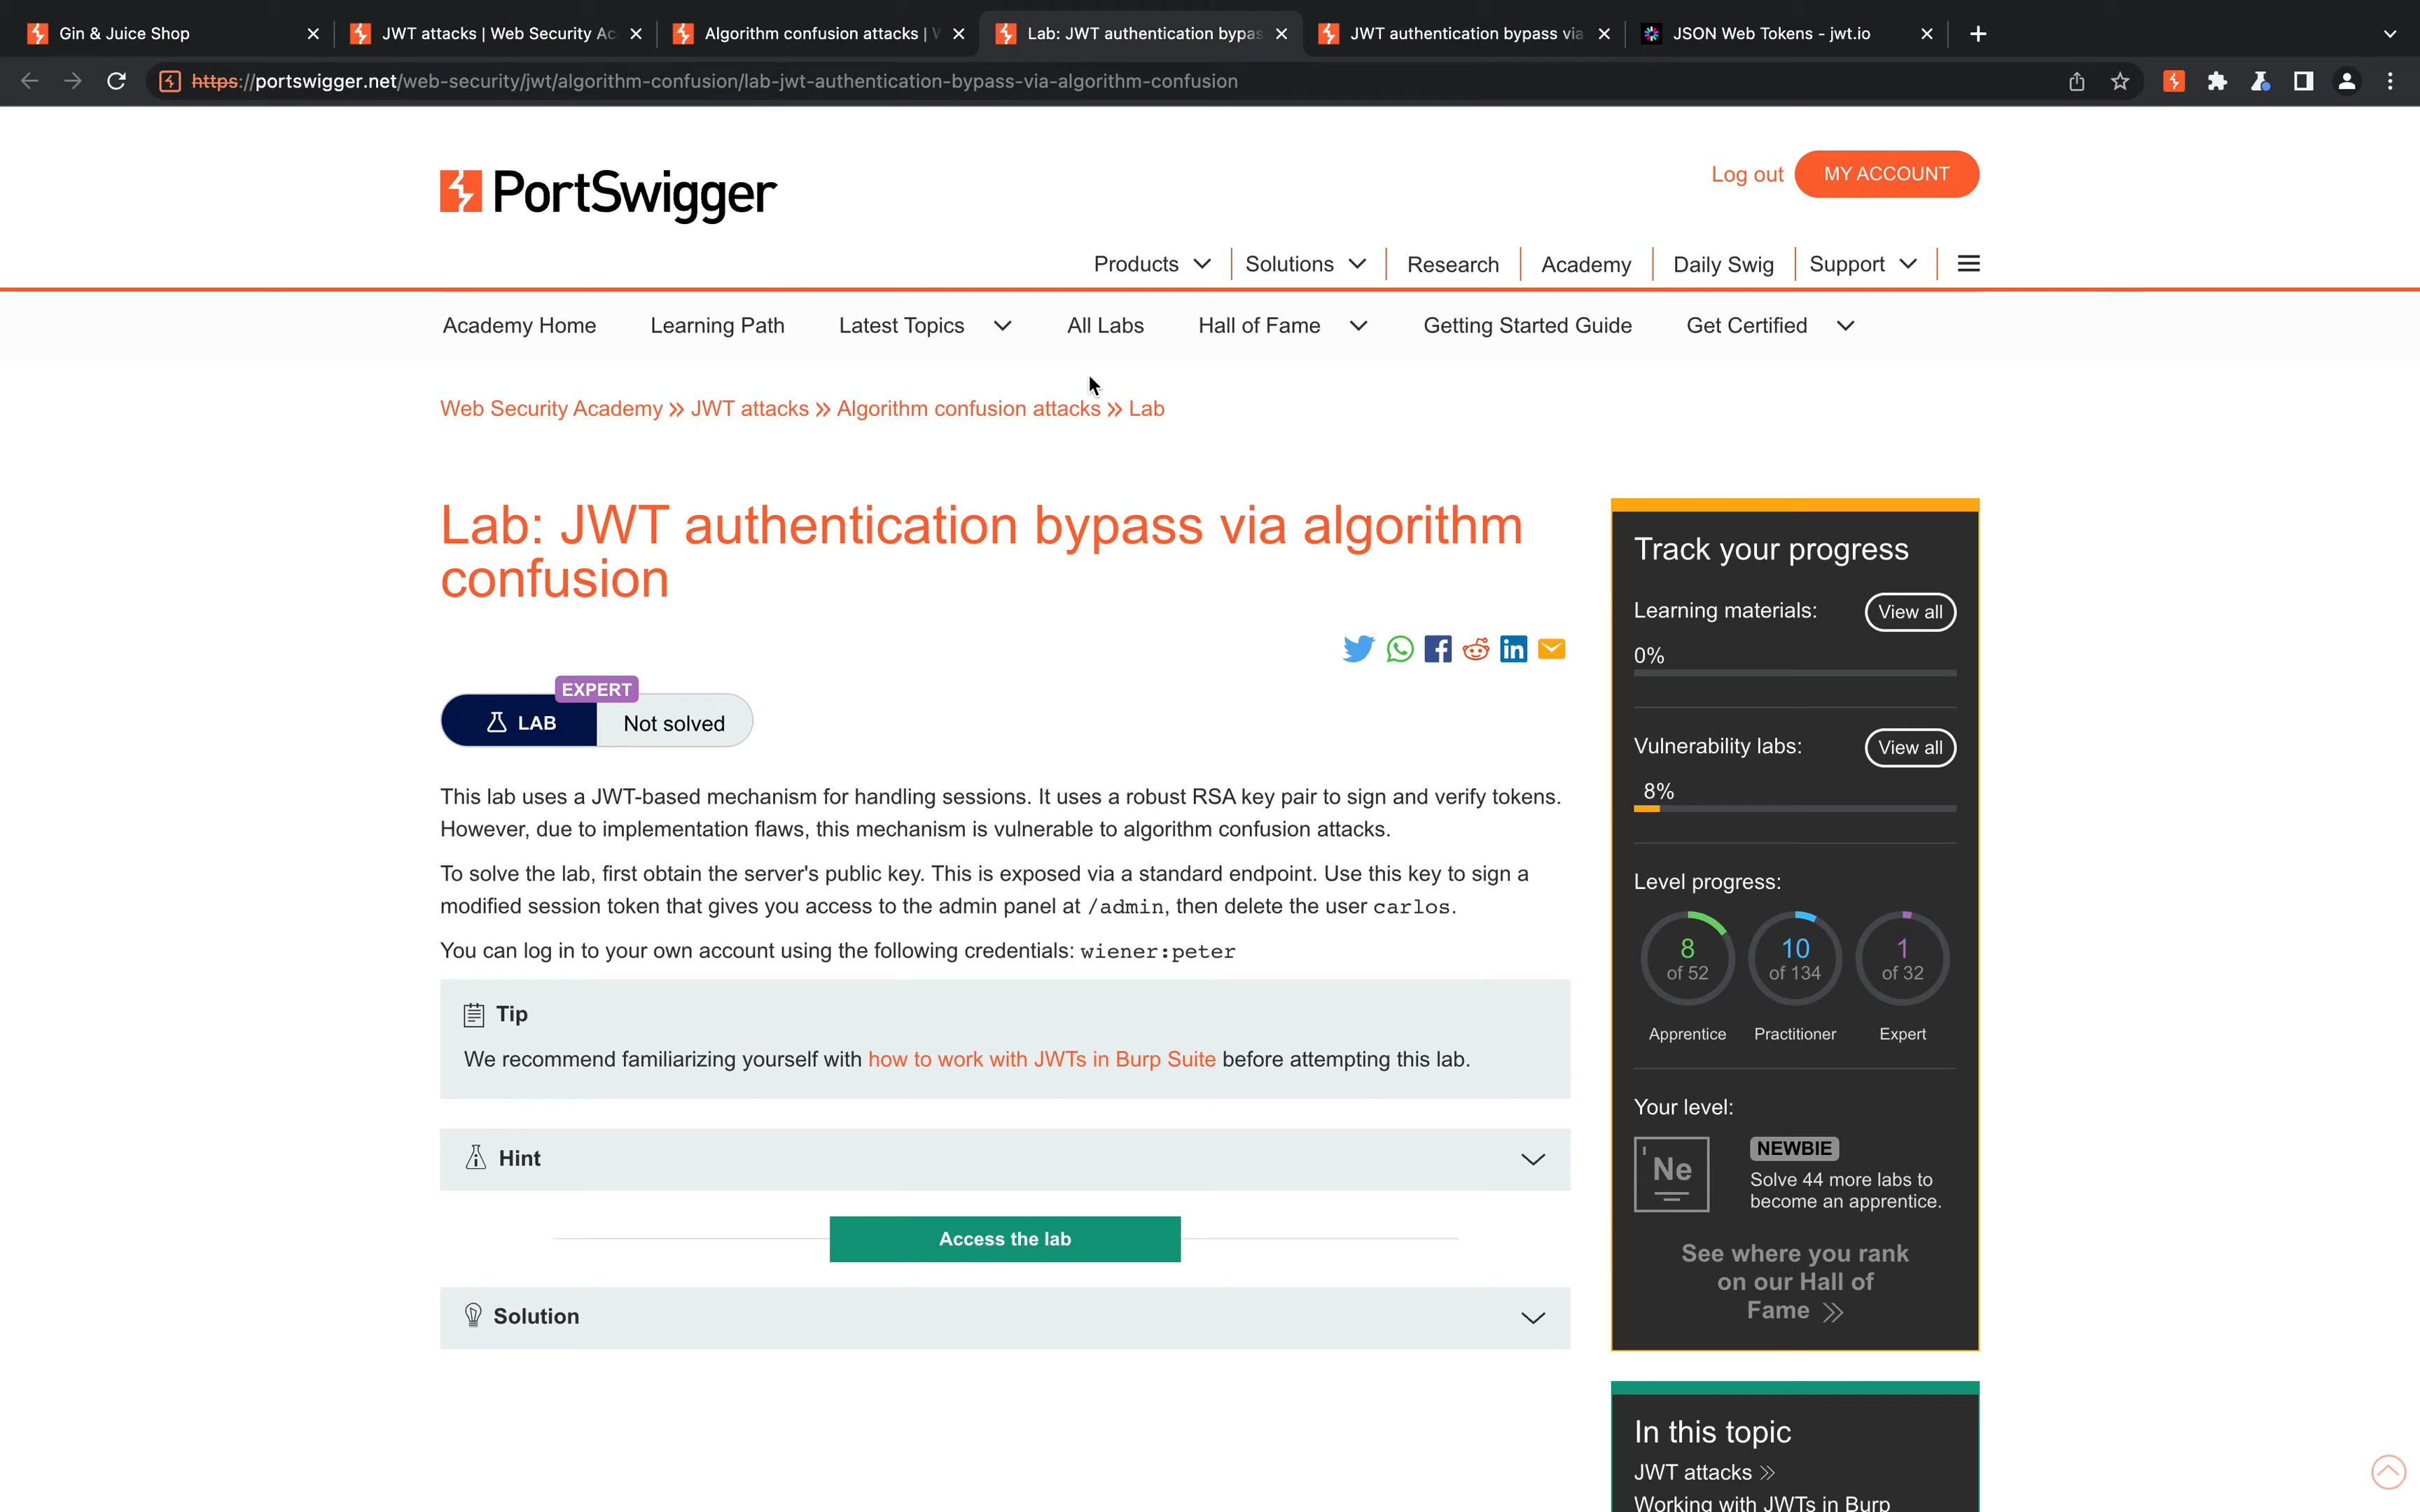 Gin & Juice Shop
JWT attacks | Web Security Ac
Algorithm confusion attacks | W
Lab: JWT authentication bypas
JWT authentication bypass via
JSON Web Tokens - jwt.io
https://portswigger.net/web-security/jwt/algorithm-confusion/lab-jwt-authentication-bypass-via-algorithm-confusion
PortSwigger
Log out
MY ACCOUNT
Products
Solutions
Research
Academy
Daily Swig
Support
Academy Home
Learning Path
Latest Topics
All Labs
Hall of Fame
Getting Started Guide
Get Certified
Web Security Academy » JWT attacks » Algorithm confusion attacks » Lab
Lab: JWT authentication bypass via algorithm
confusion
EXPERT
LAB
Not solved
This lab uses a JWT-based mechanism for handling sessions. It uses a robust RSA key pair to sign and verify tokens.
However, due to implementation flaws, this mechanism is vulnerable to algorithm confusion attacks.
To solve the lab, first obtain the server's public key. This is exposed via a standard endpoint. Use this key to sign a
modified session token that gives you access to the admin panel at /admin, then delete the user carlos.
You can log in to your own account using the following credentials: wiener:peter
Tip
We recommend familiarizing yourself with how to work with JWTs in Burp Suite before attempting this lab.
Hint
Access the lab
Solution
Track your progress
Learning materials:
View all
0%
Vulnerability labs:
View all
8%
Level progress:
8
of 52
10
of 134
1
of 32
Apprentice
Practitioner
Expert
Your level:
Ne
NEWBIE
Solve 44 more labs to
become an apprentice.
See where you rank
on our Hall of
Fame »
In this topic
JWT attacks »
Working with JWTs in Burp